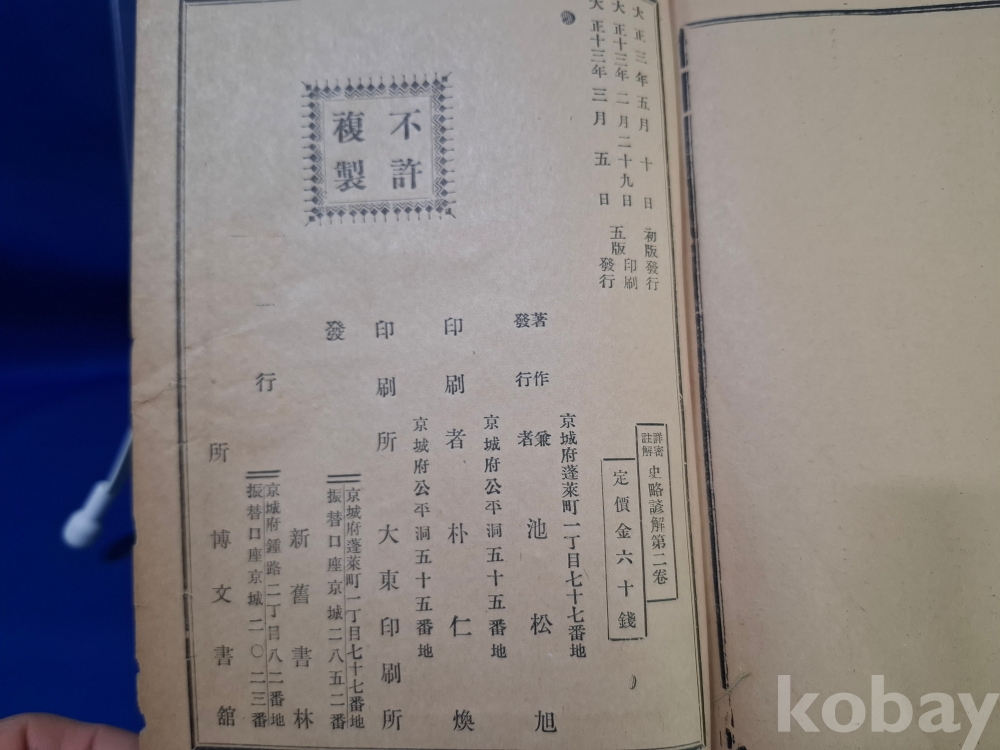 大正三年五月十日 初版發行
大正十三年二月二十九日 印刷
大正十三年三月五日 五版發行
不許
複製
詳密註解 史略諺解第二卷
定價金六十錢
京城府蓬萊町一丁目七十七番地
著作兼發行者 池松旭
京城府公平洞五十五番地
印刷者 朴仁煥
京城府公平洞五十五番地
印刷所 大東印刷所
京城府蓬萊町一丁目七十七番地
振替口座京城二八五二番
發行所 新舊書林
京城府鍾路二丁目八二番地
振替口座京城二〇二三番
博文書舘
kobay